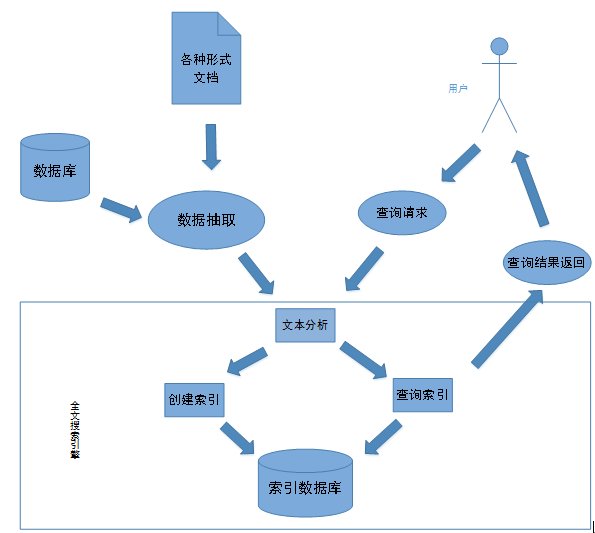 各种形式
文档
用户
数据库
数据抽取
查询请求
查询结果返回
文本分析
创建索引
查询索引
全文搜索引擎
索引数据库